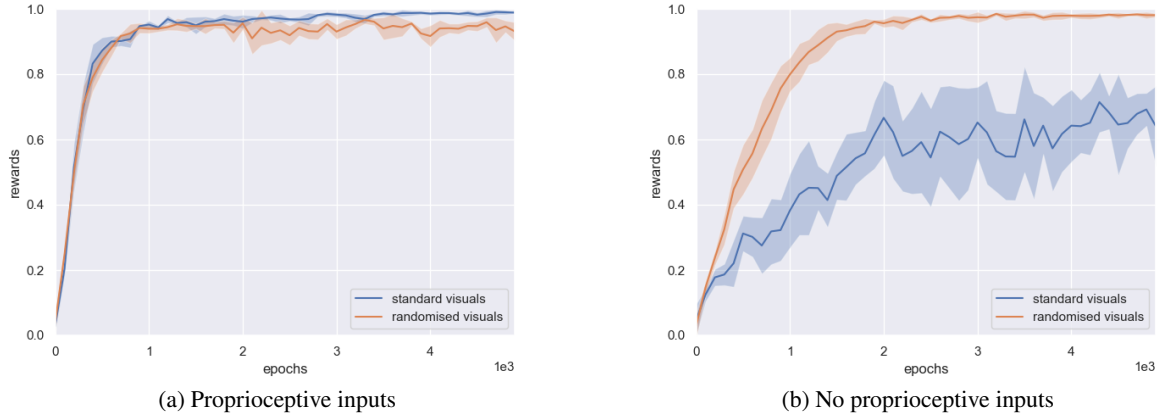 1.0
0.8
0.6
0.4
0.2
0.0
rewards
0
1
2
3
4
1e3
epochs
standard visuals
randomised visuals
(a) Proprioceptive inputs
1.0
0.8
0.6
0.4
0.2
0.0
rewards
0
1
2
3
4
1e3
epochs
standard visuals
randomised visuals
(b) No proprioceptive inputs